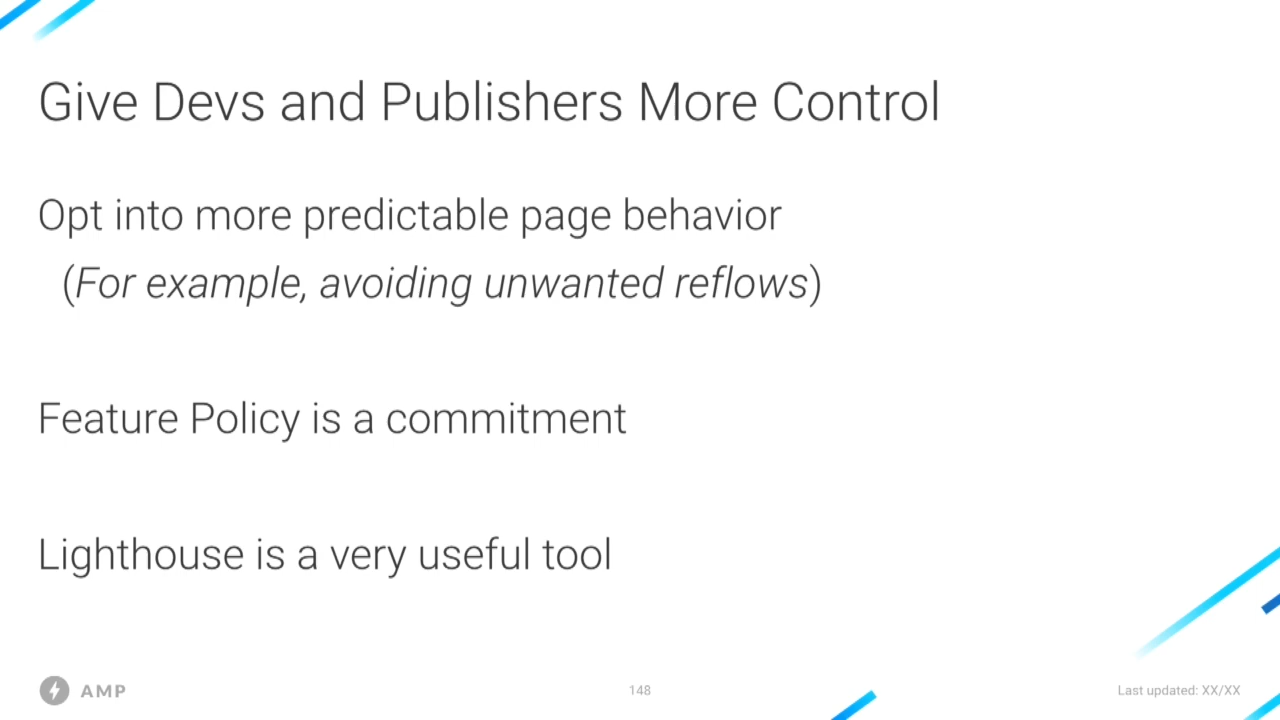 Give Devs and Publishers More Control
Opt into more predictable page behavior
(For example, avoiding unwanted reflows)
Feature Policy is a commitment
Lighthouse is a very useful tool
AMP
148
Last updated: XX/XX